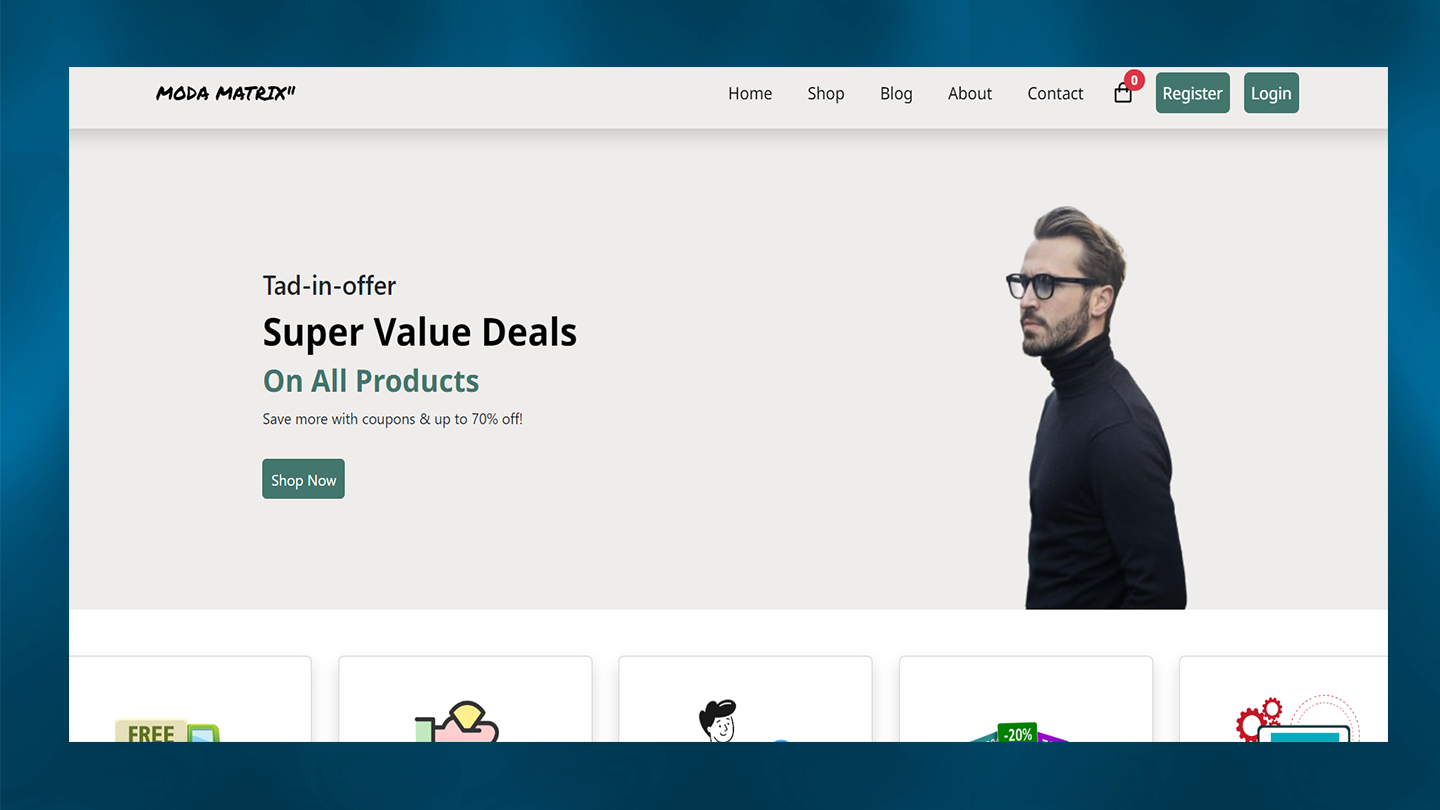 MODA MATRIX"
Home
Shop
Blog
About
Contact
0
Register
Login
Tad-in-offer
Super Value Deals
On All Products
Save more with coupons & up to 70% off!
Shop Now
FREE
-20%